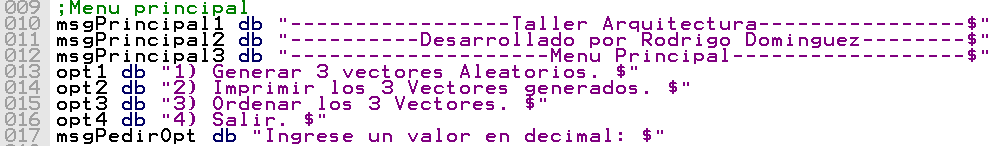 009 ;Menu principal
010 msgPrincipal1 db "-----------------Taller Arquitectura----------------$"
011 msgPrincipal2 db "----------Desarrollado por Rodrigo Dominguez--------$"
012 msgPrincipal3 db "--------------------Menu Principal------------------$"
013 opt1 db "1) Generar 3 vectores Aleatorios. $"
014 opt2 db "2) Imprimir los 3 Vectores generados. $"
015 opt3 db "3) Ordenar los 3 Vectores. $"
016 opt4 db "4) Salir. $"
017 msgPedirOpt db "Ingrese un valor en decimal: $"